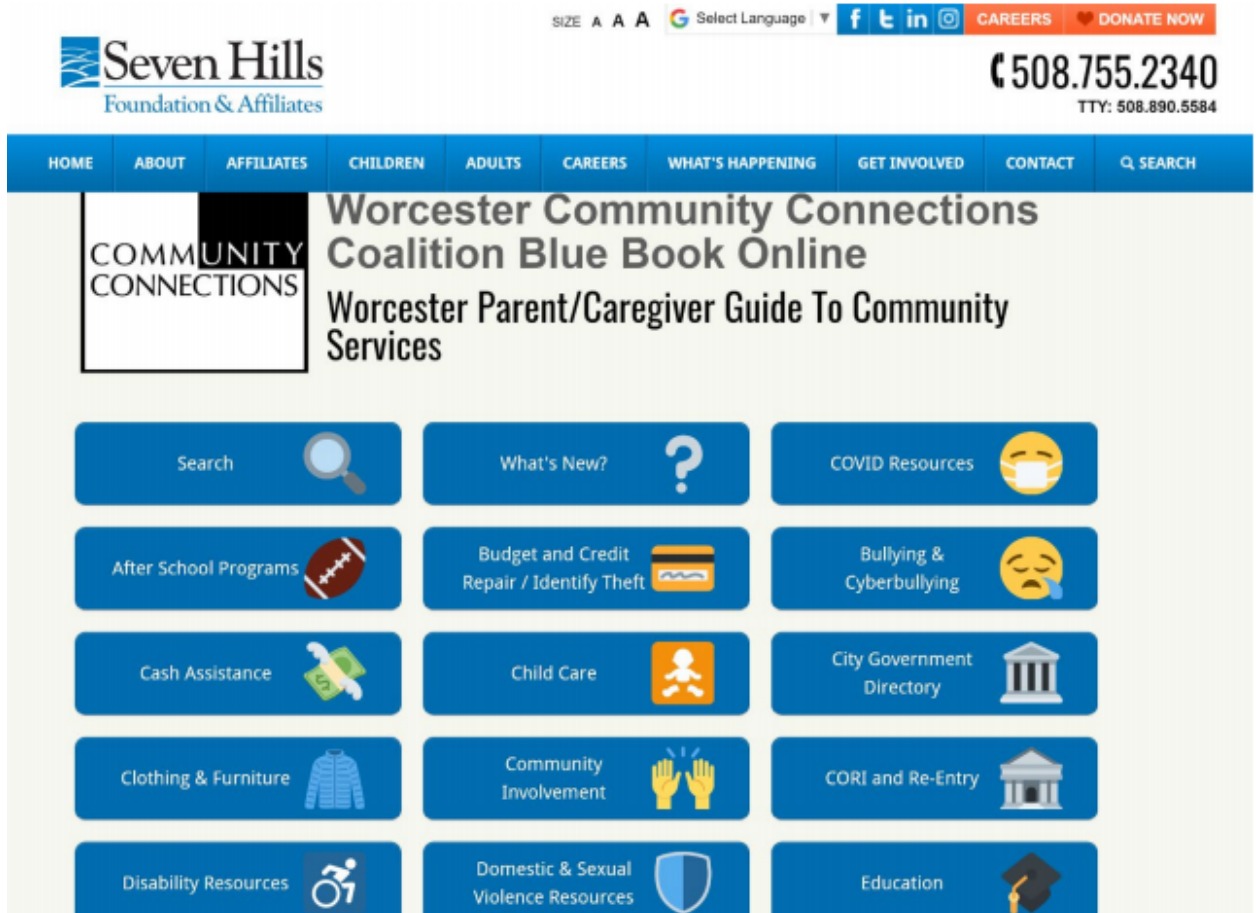 SIZE A A A Select Language ▼ CAREERS DONATE NOW
Seven Hills
Foundation & Affiliates
508.755.2340
TTY: 508.890.5584
HOME ABOUT AFFILIATES CHILDREN ADULTS CAREERS WHAT'S HAPPENING GET INVOLVED CONTACT SEARCH
COMMUNITY
CONNECTIONS
Worcester Community Connections
Coalition Blue Book Online
Worcester Parent/Caregiver Guide To Community
Services
Search
What's New?
COVID Resources
After School Programs
Budget and Credit
Repair / Identify Theft
Bullying &
Cyberbullying
Cash Assistance
Child Care
City Government
Directory
Clothing & Furniture
Community
Involvement
CORI and Re-Entry
Disability Resources
Domestic & Sexual
Violence Resources
Education